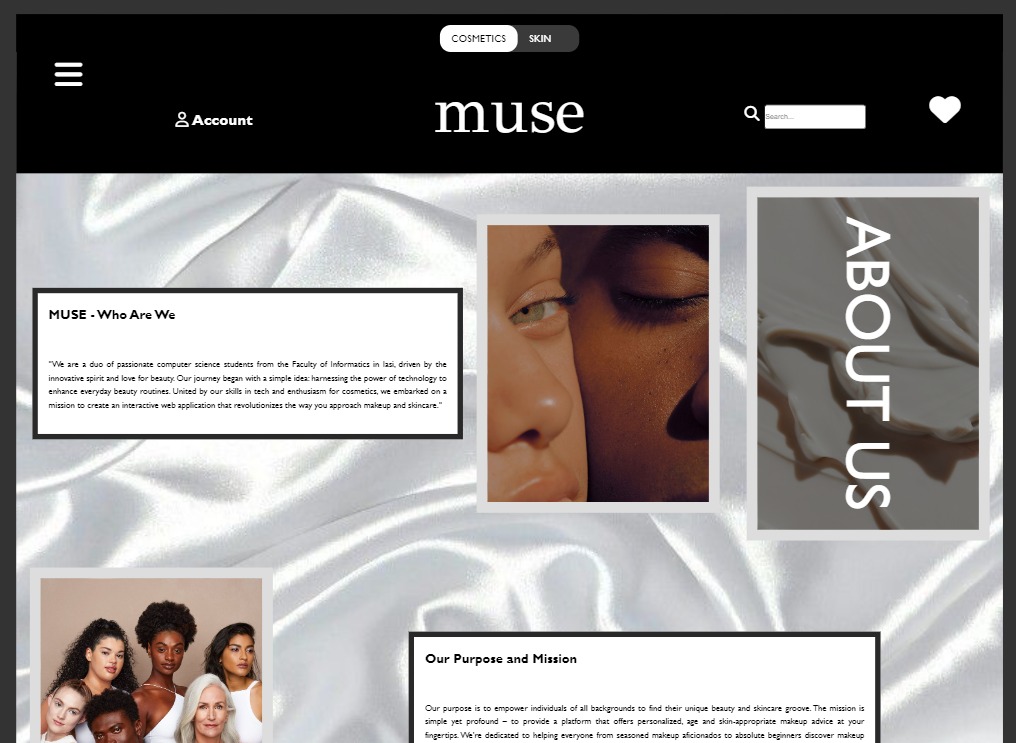 COSMETICS SKIN
Account
muse
Search...
ABOUT US
MUSE - Who Are We
"We are a duo of passionate computer science students from the Faculty of Informatics in Iasi, driven by the
innovative spirit and love for beauty. Our journey began with a simple idea: harnessing the power of technology to
enhance everyday beauty routines. United by our skills in tech and enthusiasm for cosmetics, we embarked on a
mission to create an interactive web application that revolutionizes the way you approach makeup and skincare."
Our Purpose and Mission
Our purpose is to empower individuals of all backgrounds to find their unique beauty and skincare groove. The mission is
simple yet profound – to provide a platform that offers personalized, age and skin-appropriate makeup advice at your
fingertips. We're dedicated to helping everyone from seasoned makeup aficionados to absolute beginners discover makeup